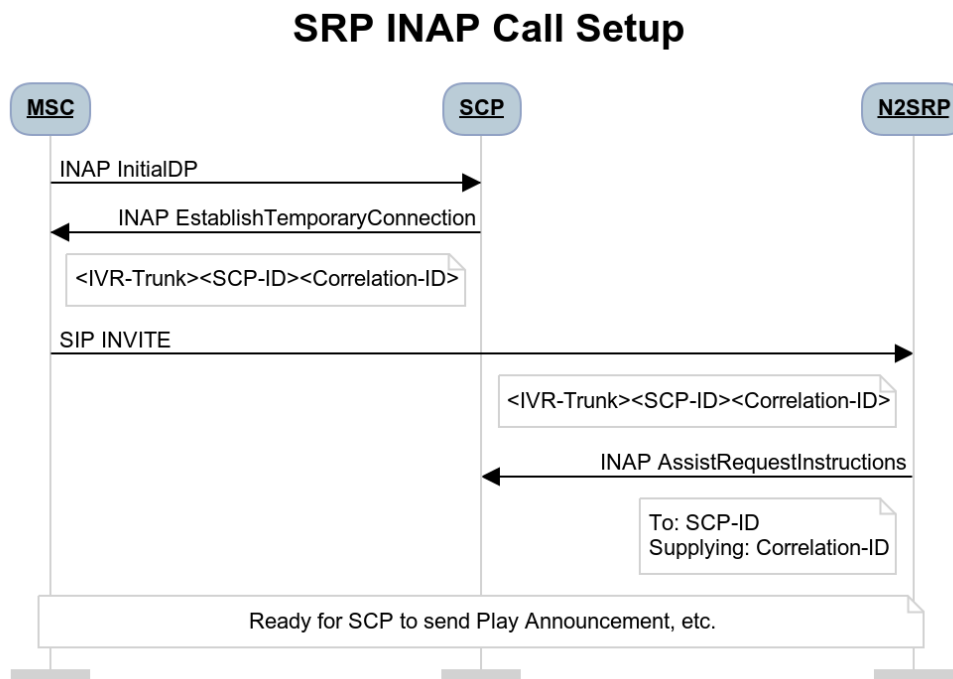 SRP INAP Call Setup
MSC
SCP
N2SRP
INAP InitialDP
INAP EstablishTemporaryConnection
<IVR-Trunk><SCP-ID><Correlation-ID>
SIP INVITE
<IVR-Trunk><SCP-ID><Correlation-ID>
INAP AssistRequestInstructions
To: SCP-ID
Supplying: Correlation-ID
Ready for SCP to send Play Announcement, etc.